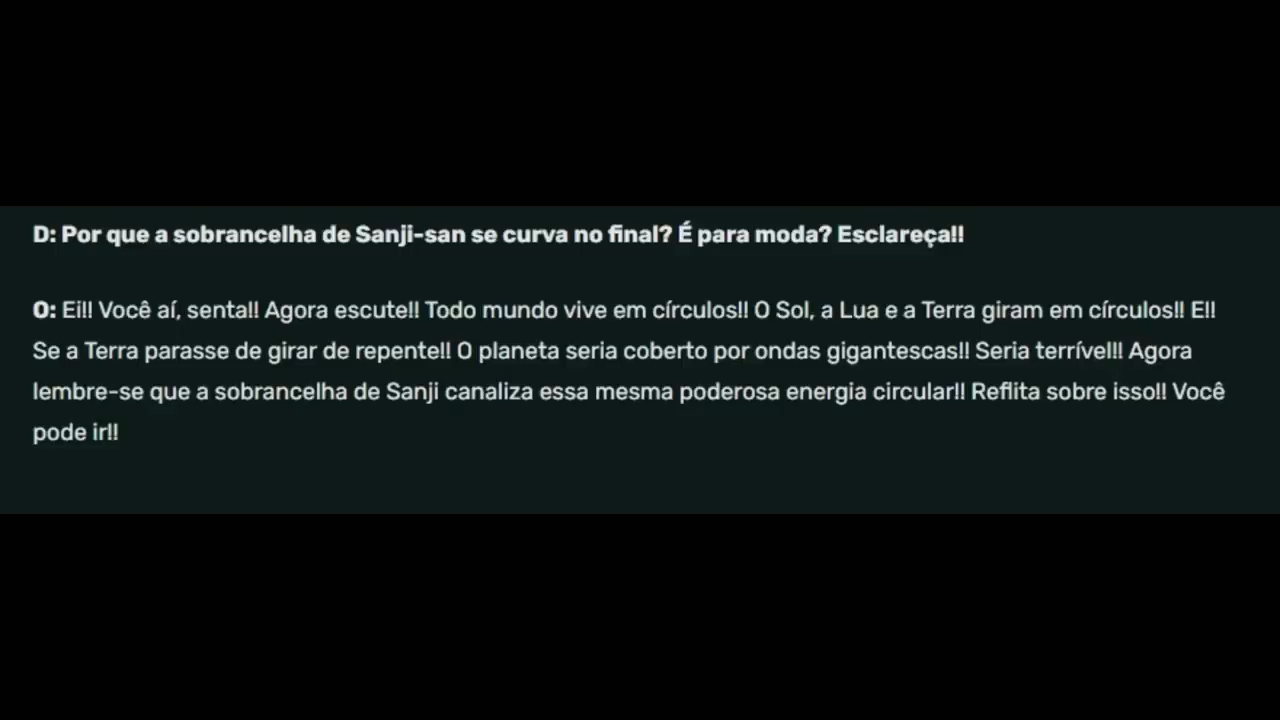 D: Por que a sobrancelha de Sanji-san se curva no final? É para moda? Esclareça!!
O: Ei!! Você aí, senta!! Agora escute!! Todo mundo vive em círculos!! O Sol, a Lua e a Terra giram em círculos!! E!!
Se a Terra parasse de girar de repente!! O planeta seria coberto por ondas gigantescas!! Seria terrível!!! Agora
lembre-se que a sobrancelha de Sanji canaliza essa mesma poderosa energia circular!! Reflita sobre isso!! Você
pode ir!!